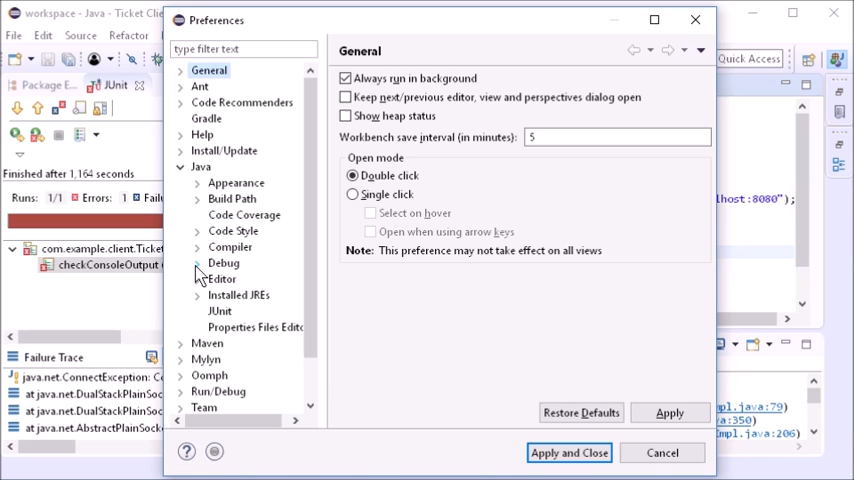 workspace - Java - Ticket Cli
Preferences
File Edit Source Refactor
Quick Access
type filter text
General
Package E...
JUnit
General
Ant
Code Recommenders
Gradle
Help
Install/Update
Java
Appearance
Build Path
Code Coverage
Code Style
Compiler
Debug
Editor
Installed JREs
JUnit
Properties Files Edito
Maven
Mylyn
Oomph
Run/Debug
Team
Always run in background
Keep next/previous editor, view and perspectives dialog open
Show heap status
Workbench save interval (in minutes): 5
Open mode
Double click
Single click
Select on hover
Open when using arrow keys
Note: This preference may not take effect on all views
Restore Defaults Apply
Apply and Close Cancel
Finished after 1,164 seconds
Runs: 1/1 Errors: 1 Failu
com.example.client.Ticket
checkConsoleOutput (
Failure Trace
java.net.ConnectException: Co
at java.net.DualStackPlainSoc
at java.net.DualStackPlainSoc
at java.net.AbstractPlainSock
lhost:8080");
mpl.java:79)
java:350)
mpl.java:206)